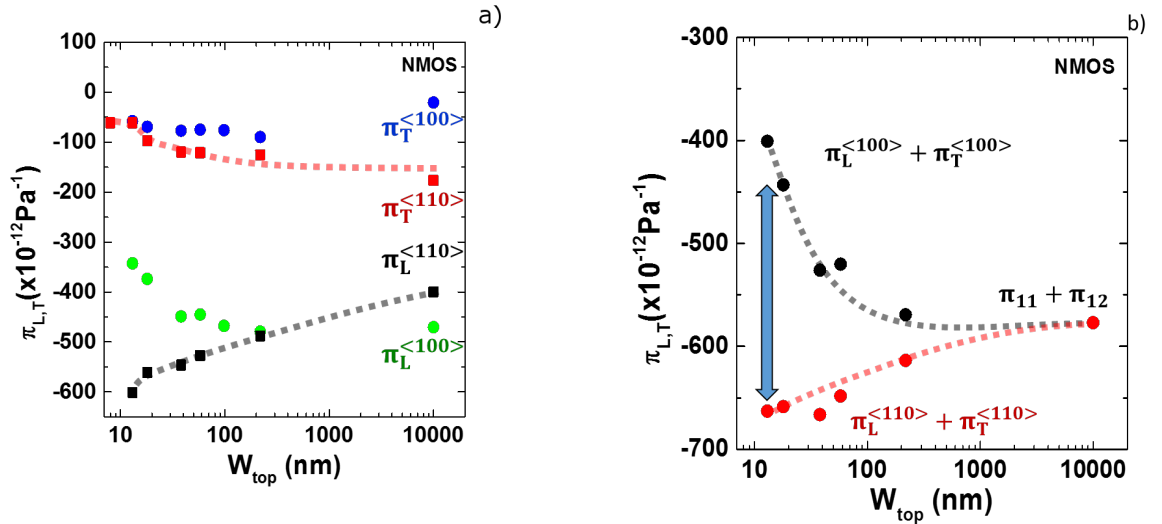 a)
100
0
-100
-200
-300
-400
-500
-600
NMOS
π_T^<100>
π_T^<110>
π_L^<110>
π_L^<100>
π_L,T(x10^-12Pa^-1)
10 100 1000 10000
W_top (nm)
b)
-300
-400
-500
-600
-700
NMOS
π_L^<100> + π_T^<100>
π_11 + π_12
π_L^<110> + π_T^<110>
π_L,T(x10^-12Pa^-1)
10 100 1000 10000
W_top (nm)